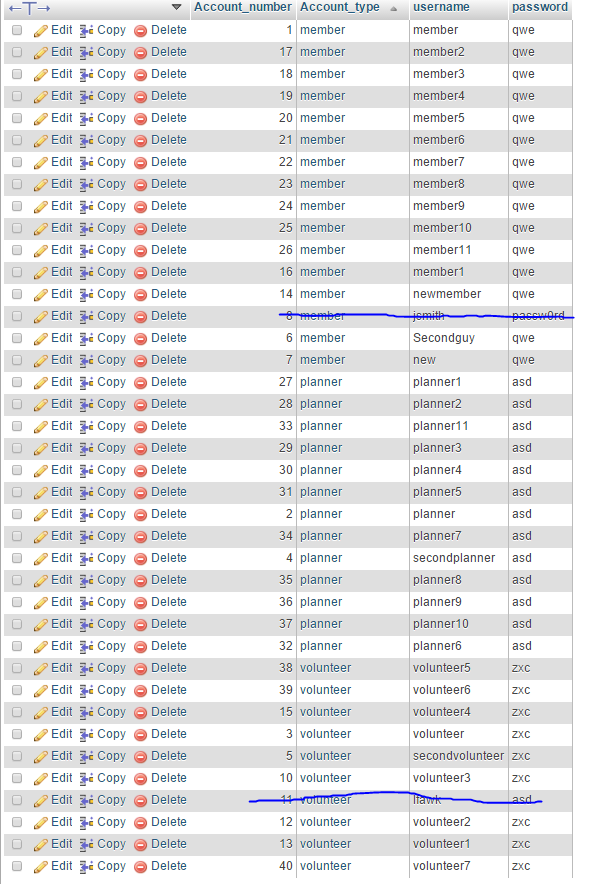 Account_number Account_type username password
Edit Copy Delete 1 member member qwe
Edit Copy Delete 17 member member2 qwe
Edit Copy Delete 18 member member3 qwe
Edit Copy Delete 19 member member4 qwe
Edit Copy Delete 20 member member5 qwe
Edit Copy Delete 21 member member6 qwe
Edit Copy Delete 22 member member7 qwe
Edit Copy Delete 23 member member8 qwe
Edit Copy Delete 24 member member9 qwe
Edit Copy Delete 25 member member10 qwe
Edit Copy Delete 26 member member11 qwe
Edit Copy Delete 16 member member1 qwe
Edit Copy Delete 14 member newmember qwe
Edit Copy Delete 8 member jsmith passw0rd
Edit Copy Delete 6 member Secondguy qwe
Edit Copy Delete 7 member new qwe
Edit Copy Delete 27 planner planner1 asd
Edit Copy Delete 28 planner planner2 asd
Edit Copy Delete 33 planner planner11 asd
Edit Copy Delete 29 planner planner3 asd
Edit Copy Delete 30 planner planner4 asd
Edit Copy Delete 31 planner planner5 asd
Edit Copy Delete 2 planner planner asd
Edit Copy Delete 34 planner planner7 asd
Edit Copy Delete 4 planner secondplanner asd
Edit Copy Delete 35 planner planner8 asd
Edit Copy Delete 36 planner planner9 asd
Edit Copy Delete 37 planner planner10 asd
Edit Copy Delete 32 planner planner6 asd
Edit Copy Delete 38 volunteer volunteer5 zxc
Edit Copy Delete 39 volunteer volunteer6 zxc
Edit Copy Delete 15 volunteer volunteer4 zxc
Edit Copy Delete 3 volunteer volunteer zxc
Edit Copy Delete 5 volunteer secondvolunteer zxc
Edit Copy Delete 10 volunteer volunteer3 zxc
Edit Copy Delete 11 volunteer asd
Edit Copy Delete 12 volunteer volunteer2 zxc
Edit Copy Delete 13 volunteer volunteer1 zxc
Edit Copy Delete 40 volunteer volunteer7 zxc